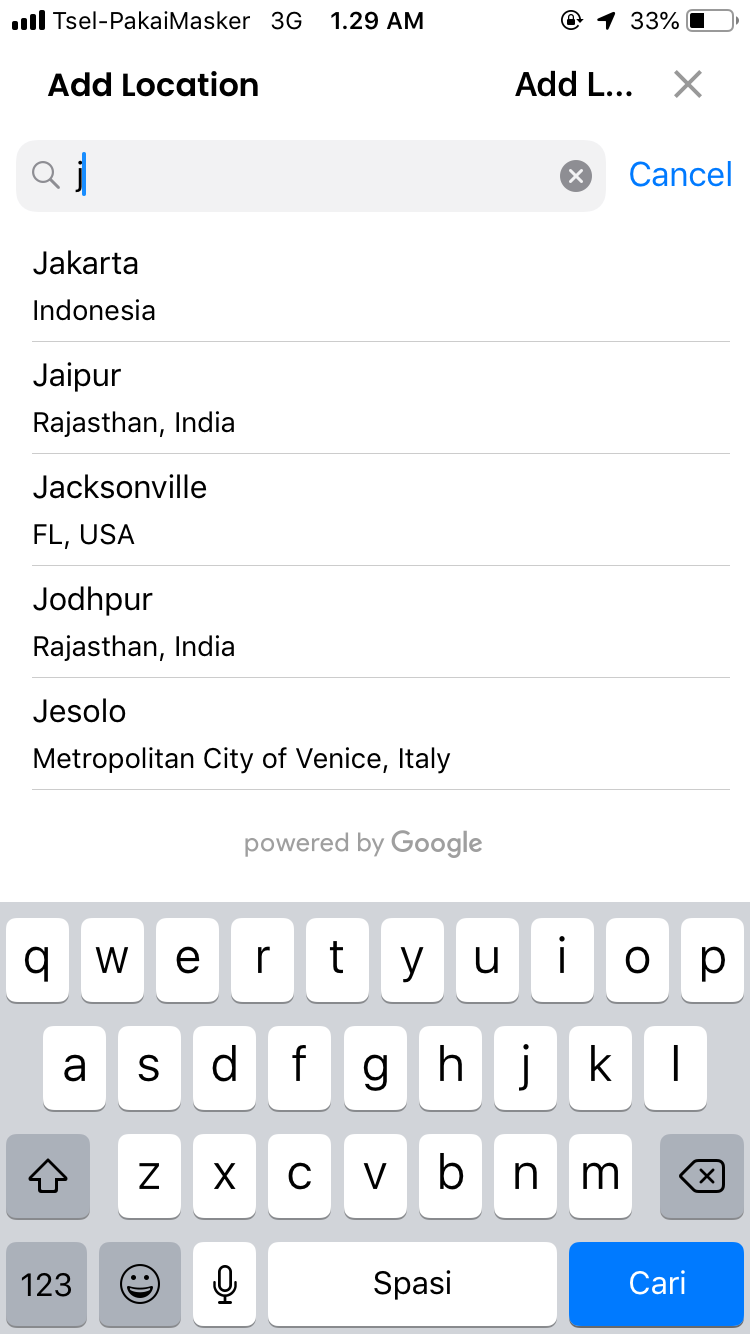 Tsel-PakaiMasker 3G 1.29 AM 33%
Add Location Add L...
j Cancel
Jakarta
Indonesia
Jaipur
Rajasthan, India
Jacksonville
FL, USA
Jodhpur
Rajasthan, India
Jesolo
Metropolitan City of Venice, Italy
powered by Google
q w e r t y u i o p
a s d f g h j k l
z x c v b n m
123 Spasi Cari